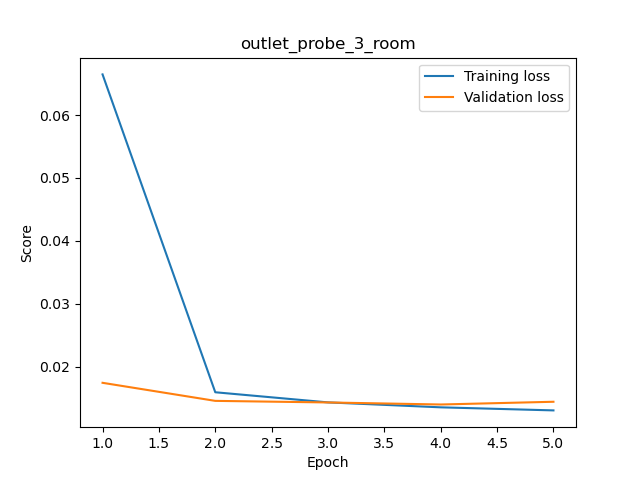 outlet_probe_3_room
Training loss
Validation loss
0.06
0.05
0.04
0.03
0.02
Score
1.0 1.5 2.0 2.5 3.0 3.5 4.0 4.5 5.0
Epoch